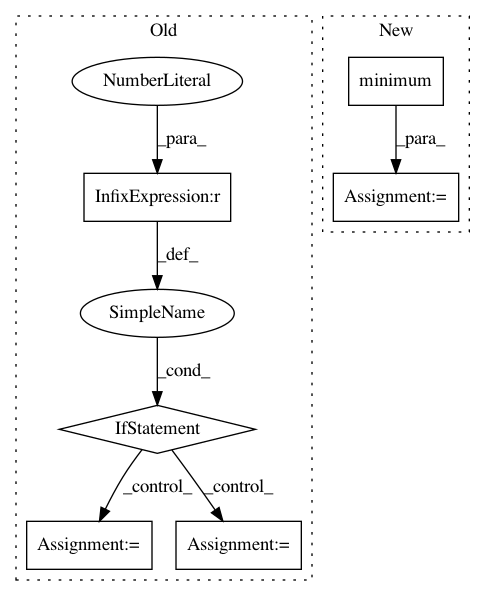 Old
New
NumberLiteral
minimum
_para_
_para_
InfixExpression:r
Assignment:=
_def_
SimpleName
_cond_
IfStatement
_control_
_control_
Assignment:=
Assignment:=